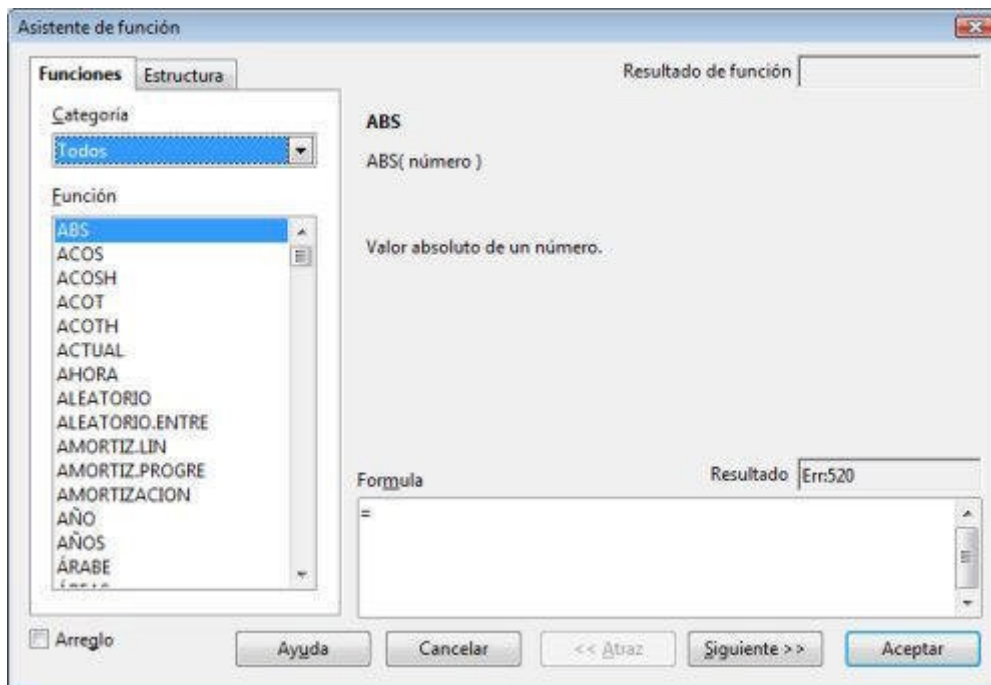 Asistente de función
Funciones
Estructura
Resultado de función
Categoría
Todos
ABS
ABS( número )
Función
ABS
ACOS
ACOSH
ACOT
ACOTH
ACTUAL
AHORA
ALEATORIO
ALEATORIO.ENTRE
AMORTIZ.LIN
AMORTIZ.PROGRE
AMORTIZACION
AÑO
AÑOS
ÁRABE
Valor absoluto de un número.
Formula
Resultado
Err:520
=
Arreglo
Ayuda
Cancelar
<< Atraz
Siguiente >>
Aceptar